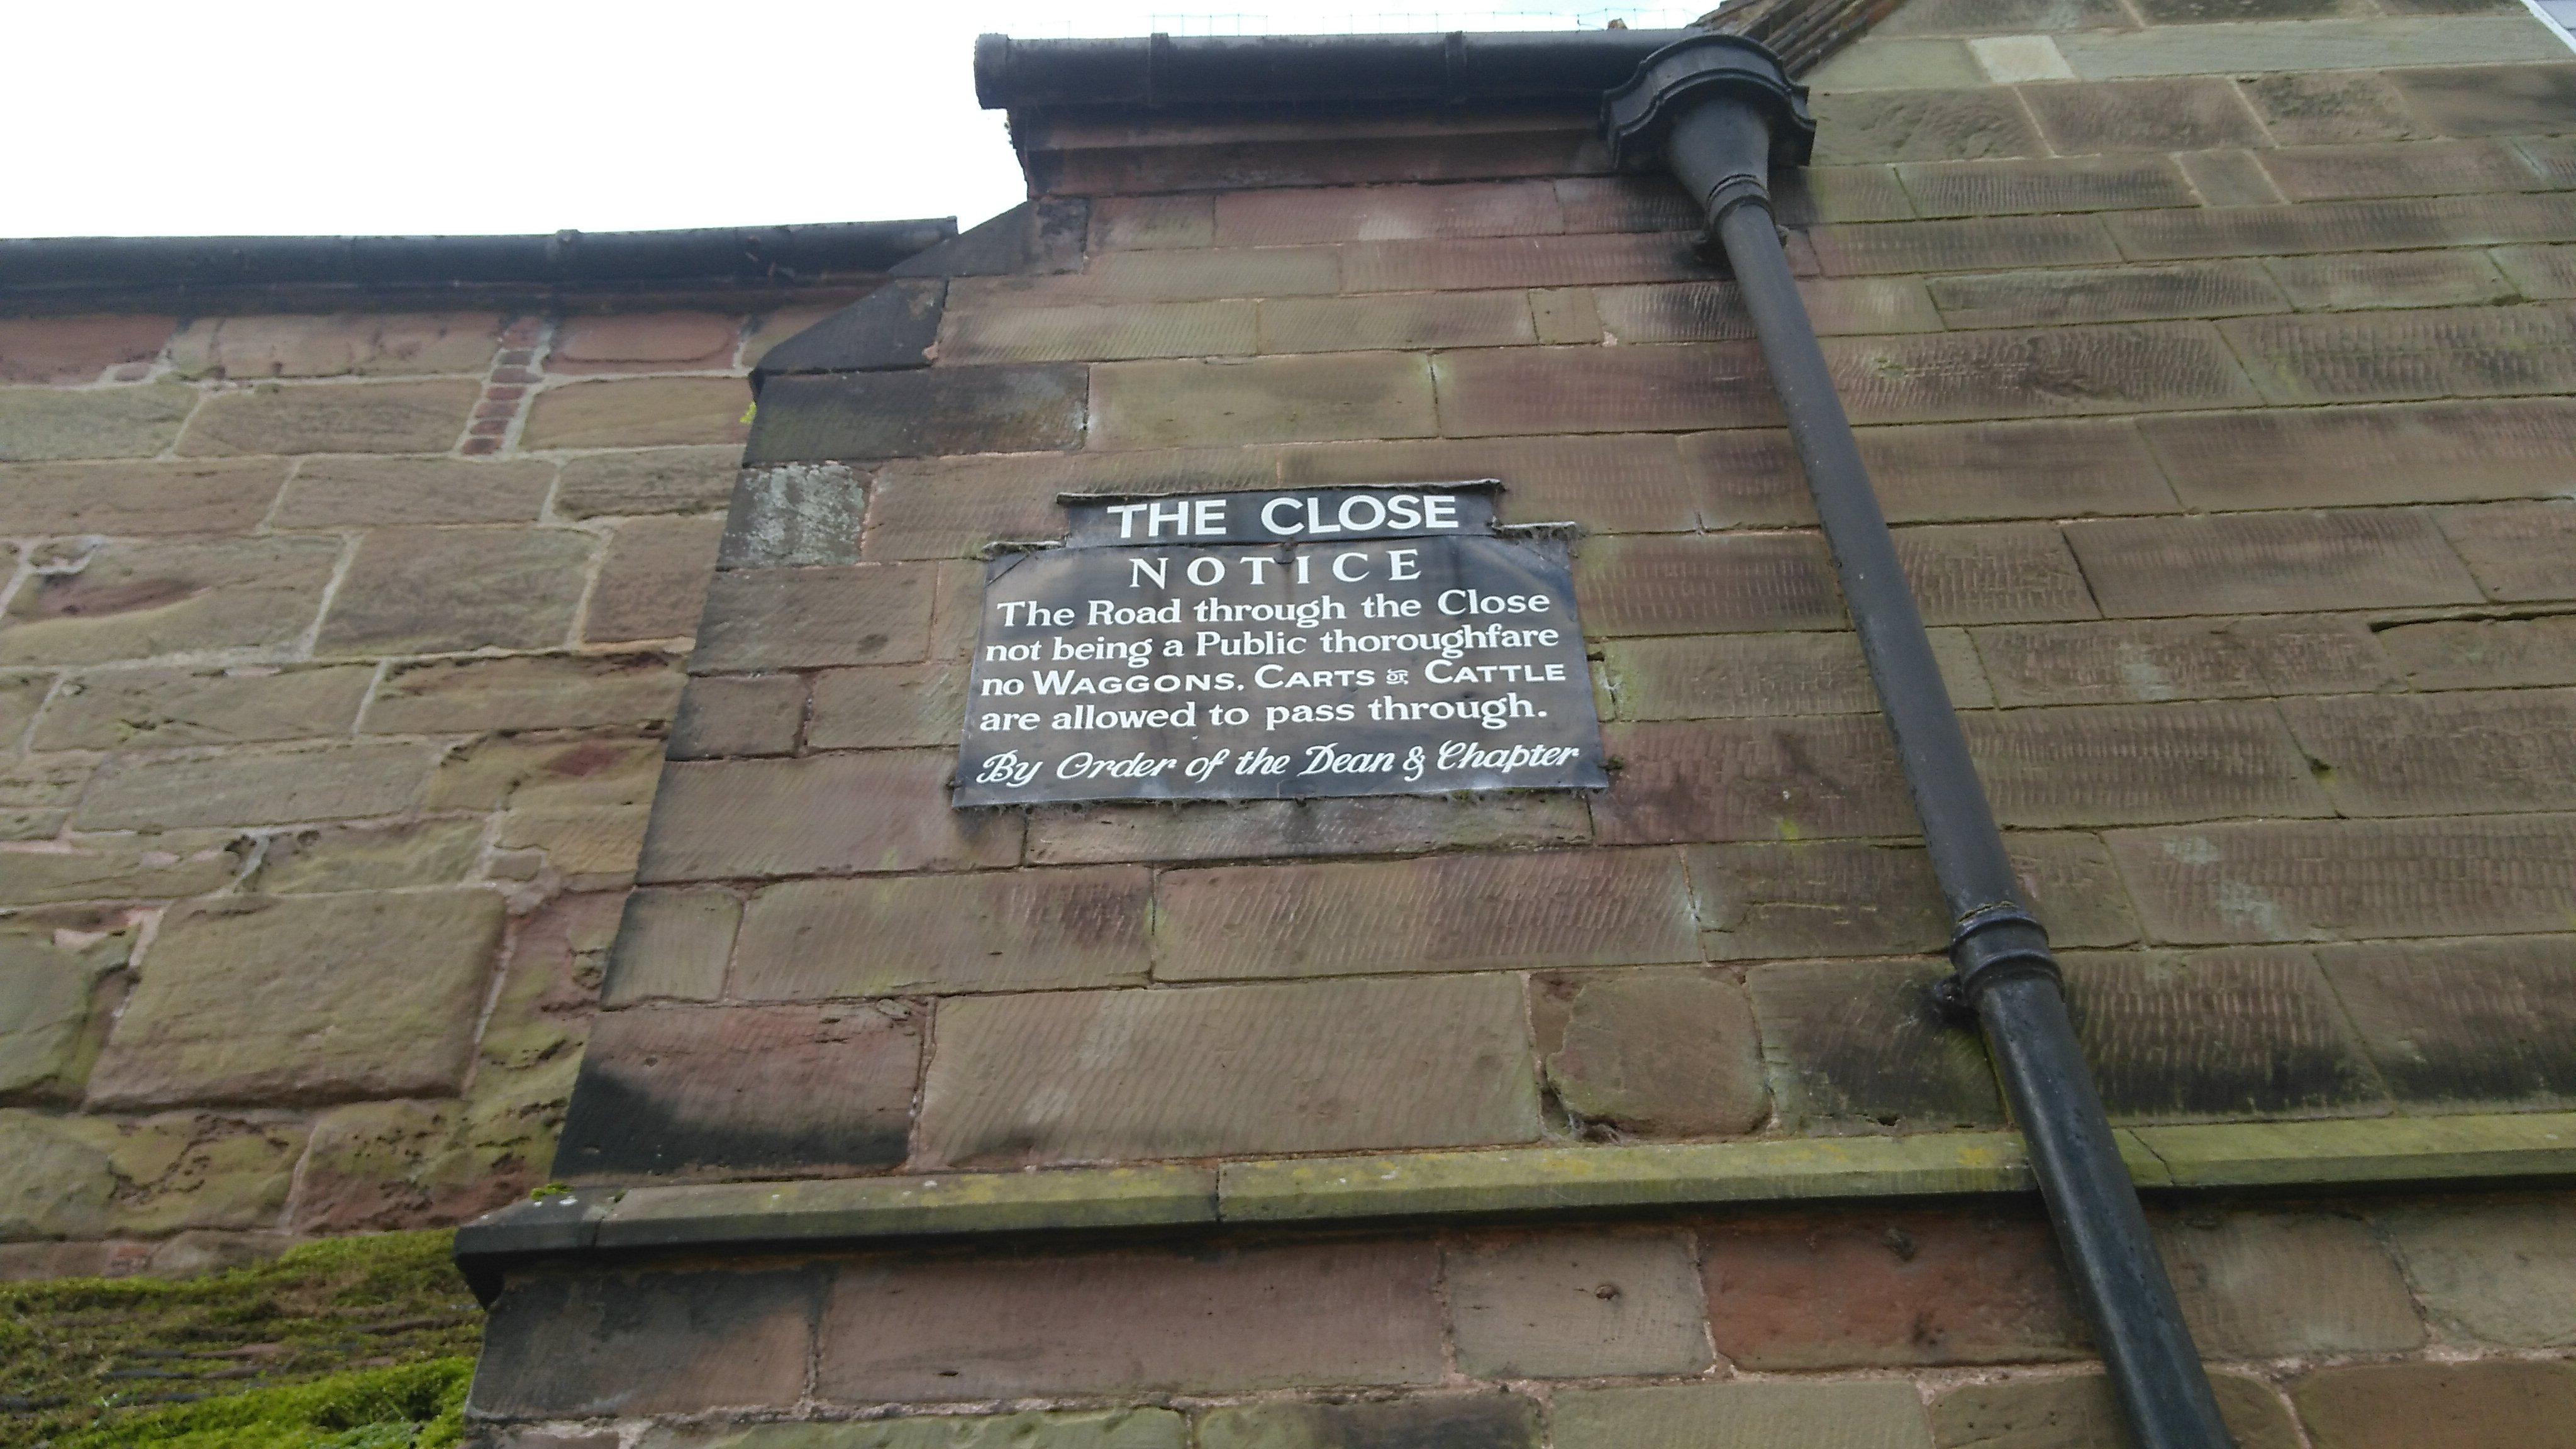 THE CLOSE
NOTICE
The Road through the Close
not being a Public thoroughfare
no WAGGONS, CARTS OR CATTLE
are allowed to pass through.
By Order of the Dean & Chapter